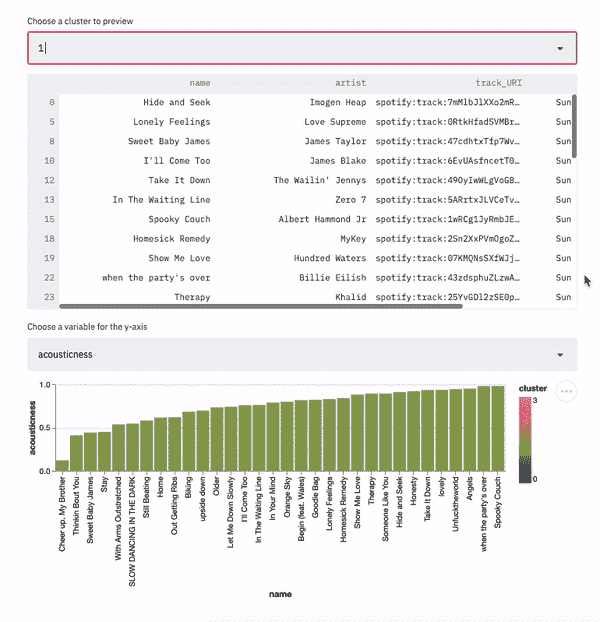 Choose a cluster to preview
1
name artist track_URI
0 Hide and Seek Imogen Heap spotify:track:7mMlbJlXXo2mR… Sun
5 Lonely Feelings Love Supreme spotify:track:0RtkHfadSVMBr… Sun
8 Sweet Baby James James Taylor spotify:track:47cdhtxTfp7Wv… Sun
10 I'll Come Too James Blake spotify:track:6EvUAsfncetT0… Sun
12 Take It Down The Wailin' Jennys spotify:track:49OyIwWLgVoGB… Sun
13 In The Waiting Line Zero 7 spotify:track:5ARrtxJLVCeTv… Sun
15 Spooky Couch Albert Hammond Jr spotify:track:1wRCg1JyRmbJE… Sun
18 Homesick Remedy MyKey spotify:track:2Sn2XxPVmOgoZ… Sun
19 Show Me Love Hundred Waters spotify:track:07KMQNsSXfWJj… Sun
22 when the party's over Billie Eilish spotify:track:43zdsphuZLzwA… Sun
23 Therapy Khalid spotify:track:25YvGDl2zSE0p… Sun
Choose a variable for the y-axis
acousticness
acousticness
1.0
0.5
0.0
Cheer up, My Brother
Thinkin Bout You
Sweet Baby James
Stay
With Arms Outstretched
SLOW DANCING IN THE DARK
Still Beating
Home
Out Getting Ribs
Biking
upside down
Older
Let Me Down Slowly
I'll Come Too
In The Waiting Line
In Your Mind
Orange Sky
Begin (feat. Wales)
Goodie Bag
Lonely Feelings
Homesick Remedy
Show Me Love
Therapy
Someone Like You
Hide and Seek
Honesty
Take It Down
lovely
Unfucktheworld
Angels
when the party's over
Spooky Couch
name
cluster
3
0